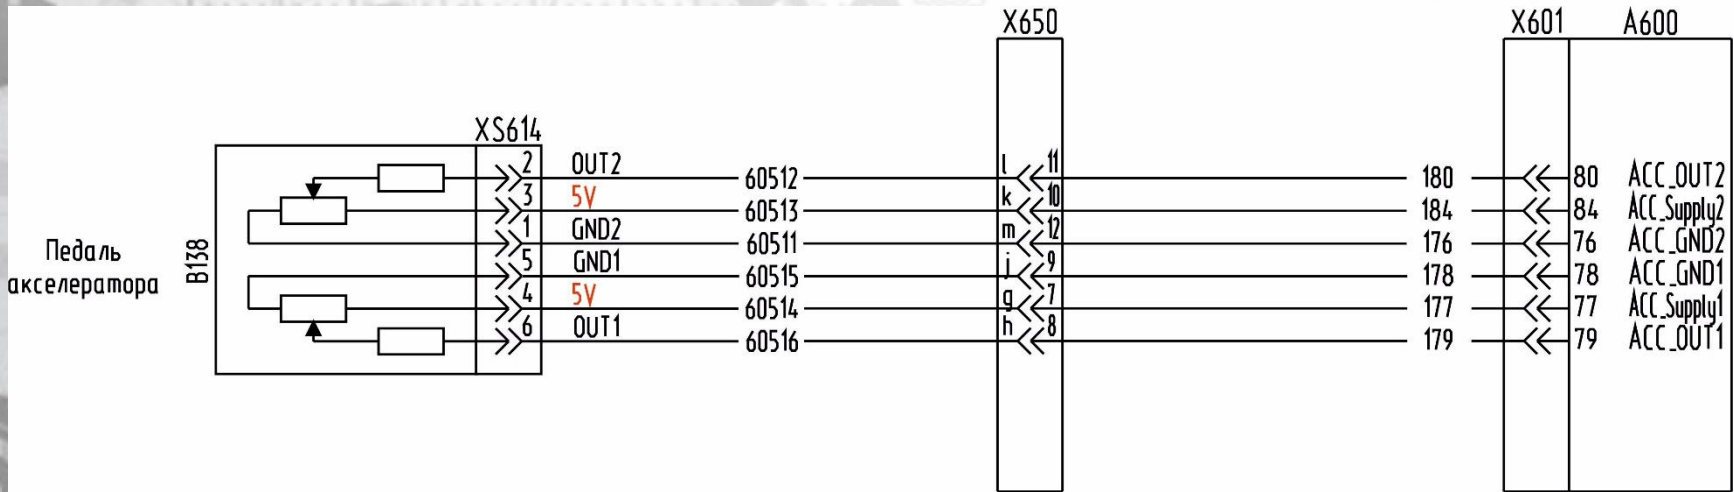 X650
X601 A600
XS614
2 OUT2 60512 l 11 180 80 ACC_OUT2
3 5V 60513 k 10 184 84 ACC_Supply2
1 GND2 60511 m 12 176 76 ACC_GND2
5 GND1 60515 j 9 178 78 ACC_GND1
4 5V 60514 g 7 177 77 ACC_Supply1
6 OUT1 60516 h 8 179 79 ACC_OUT1
Педаль
акселератора
B138